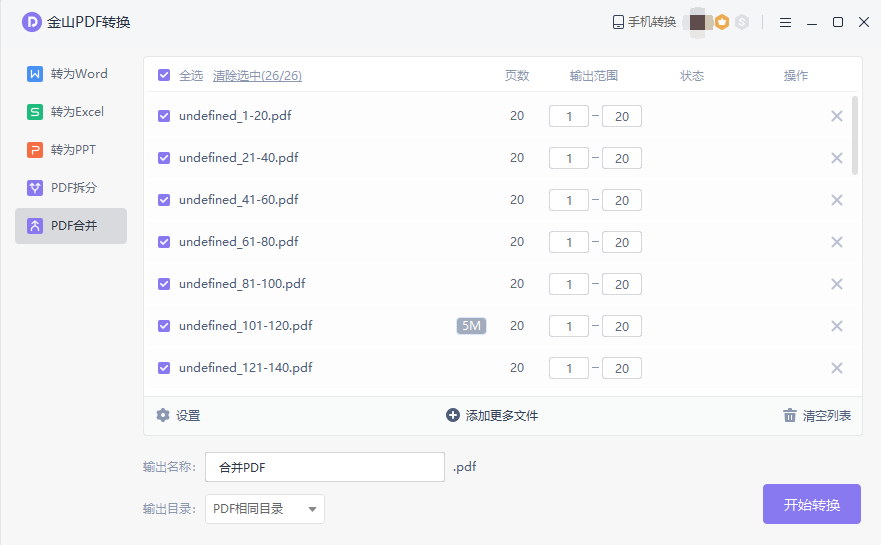 金山PDF转换 手机转换
转为Word
转为Excel
转为PPT
PDF拆分
PDF合并
全选 清除选中(26/26) 页数 输出范围 状态 操作
undefined_1-20.pdf 20 1 – 20
undefined_21-40.pdf 20 1 – 20
undefined_41-60.pdf 20 1 – 20
undefined_61-80.pdf 20 1 – 20
undefined_81-100.pdf 20 1 – 20
undefined_101-120.pdf 5M 20 1 – 20
undefined_121-140.pdf 20 1 – 20
设置 添加更多文件 清空列表
输出名称： 合并PDF .pdf
输出目录： PDF相同目录
开始转换